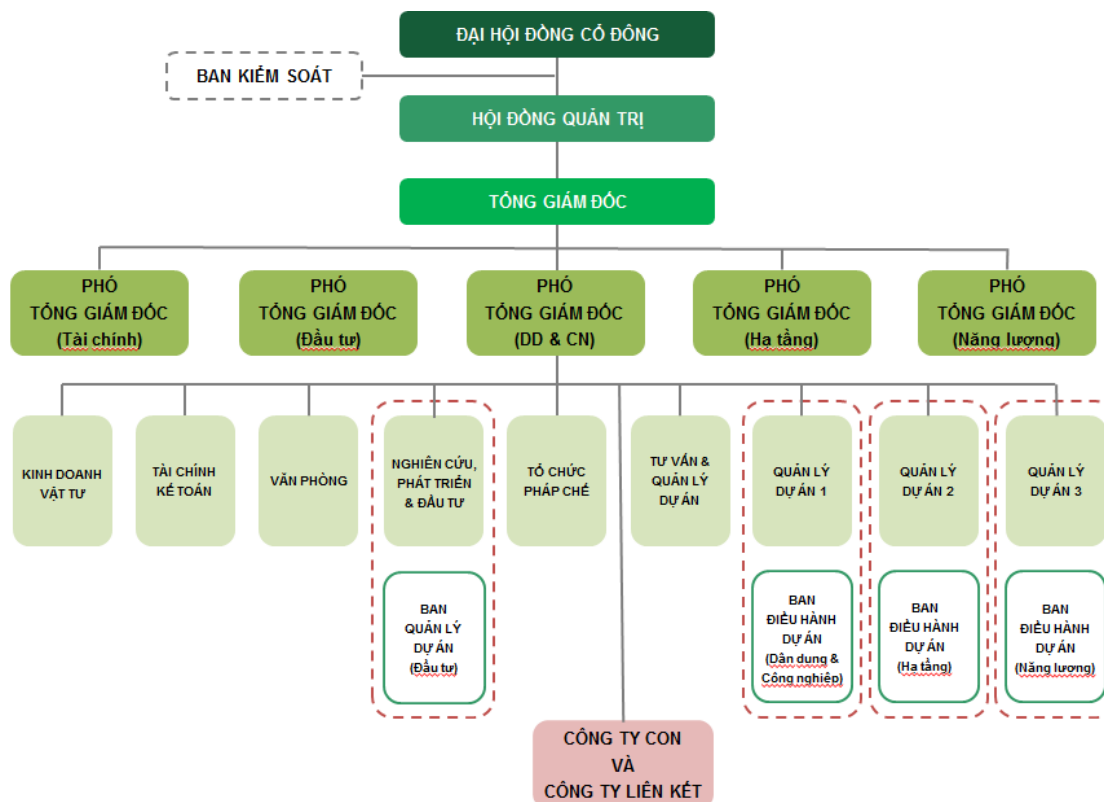 ĐẠI HỘI ĐỒNG CỔ ĐÔNG
BAN KIỂM SOÁT
HỘI ĐỒNG QUẢN TRỊ
TỔNG GIÁM ĐỐC
PHÓ
TỔNG GIÁM ĐỐC
(Tài chính)
PHÓ
TỔNG GIÁM ĐỐC
(Đầu tư)
PHÓ
TỔNG GIÁM ĐỐC
(DD & CN)
PHÓ
TỔNG GIÁM ĐỐC
(Hạ tầng)
PHÓ
TỔNG GIÁM ĐỐC
(Năng lượng)
KINH DOANH
VẬT TƯ
TÀI CHÍNH
KẾ TOÁN
VĂN PHÒNG
NGHIÊN CỨU,
PHÁT TRIỂN
& ĐẦU TƯ
TỔ CHỨC
PHÁP CHẾ
TƯ VẤN &
QUẢN LÝ
DỰ ÁN
QUẢN LÝ
DỰ ÁN 1
QUẢN LÝ
DỰ ÁN 2
QUẢN LÝ
DỰ ÁN 3
BAN
QUẢN LÝ
DỰ ÁN
(Đầu tư)
BAN
ĐIỀU HÀNH
DỰ ÁN
(Dân dụng &
Công nghiệp)
BAN
ĐIỀU HÀNH
DỰ ÁN
(Hạ tầng)
BAN
ĐIỀU HÀNH
DỰ ÁN
(Năng lượng)
CÔNG TY CON
VÀ
CÔNG TY LIÊN KẾT